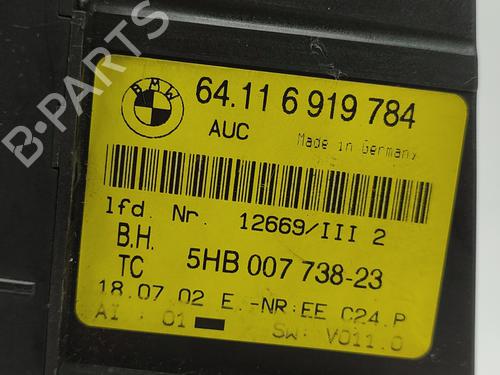 BMW
64.11 6 919 784
AUC Made in Germany
lfd. Nr. 12669/III 2
B.H.
TC 5HB 007 738-23
18.07.02 E.-NR:EE C24.P
AI : 01 SW: V011.0
B-PARTS